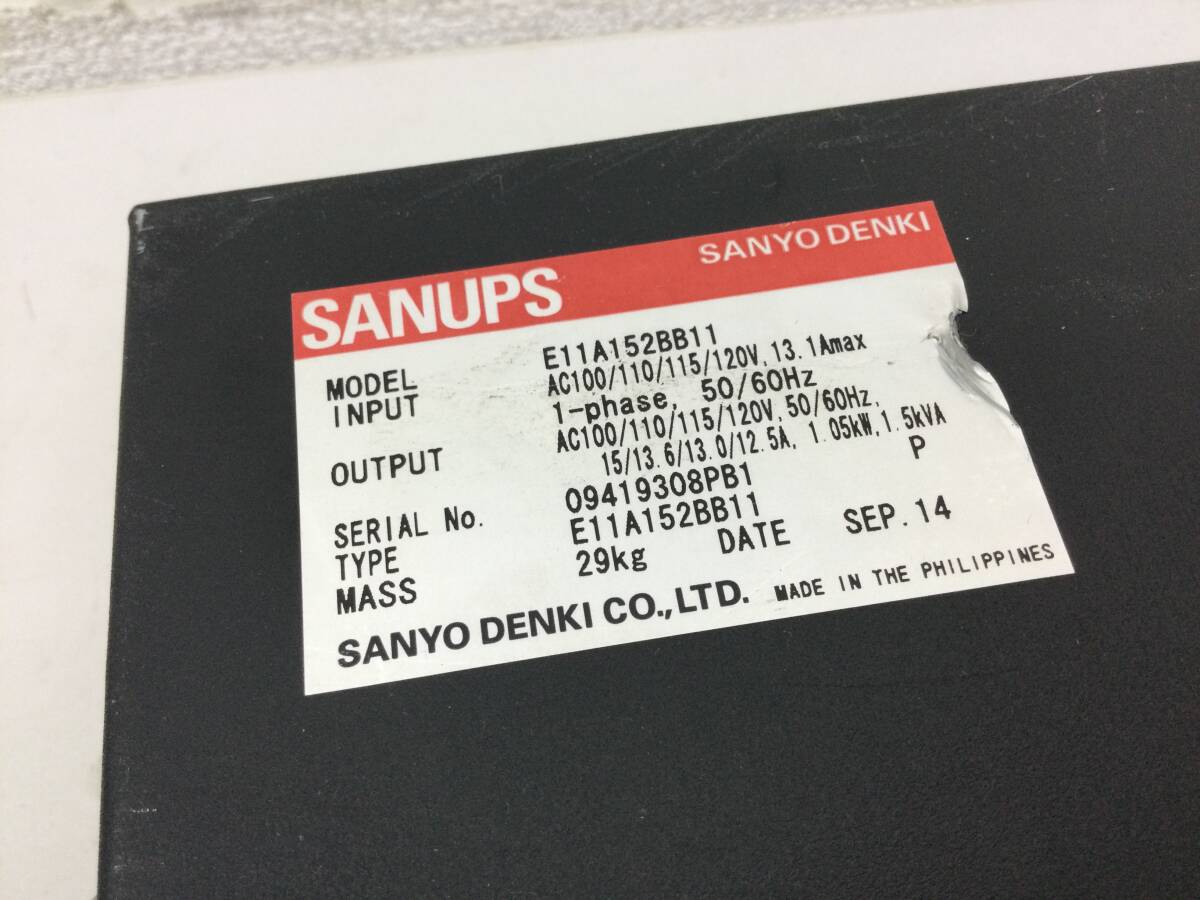 SANUPS SANYO DENKI
MODEL E11A152BB11
INPUT AC100/110/115/120V, 13.1Amax
1-phase, 50/60Hz
OUTPUT AC100/110/115/120V, 50/60Hz,
15/13.6/13.0/12.5A, 1.05kW, 1.5kVA
SERIAL No. 09419308PB1 P
TYPE E11A152BB11
MASS 29kg DATE SEP. 14
SANYO DENKI CO., LTD. MADE IN THE PHILIPPINES